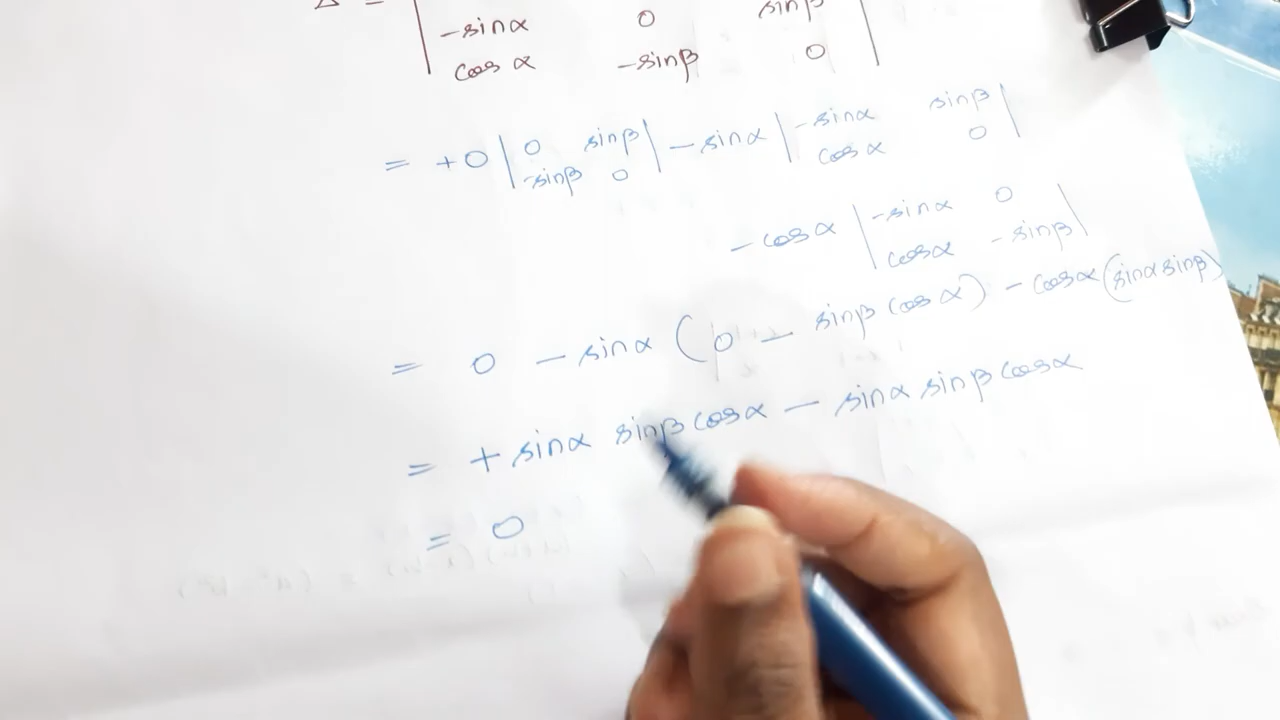 Δ =
-sinα 0 sinβ
cosα -sinβ 0
= +0 | 0 sinβ | - sinα | -sinα sinβ |
-sinβ 0 cosα 0
- cosα | -sinα 0 |
cosα -sinβ
= 0 - sinα (0 - sinβ cosα) - cosα (sinα sinβ)
= + sinα sinβ cosα - sinα sinβ cosα
= 0